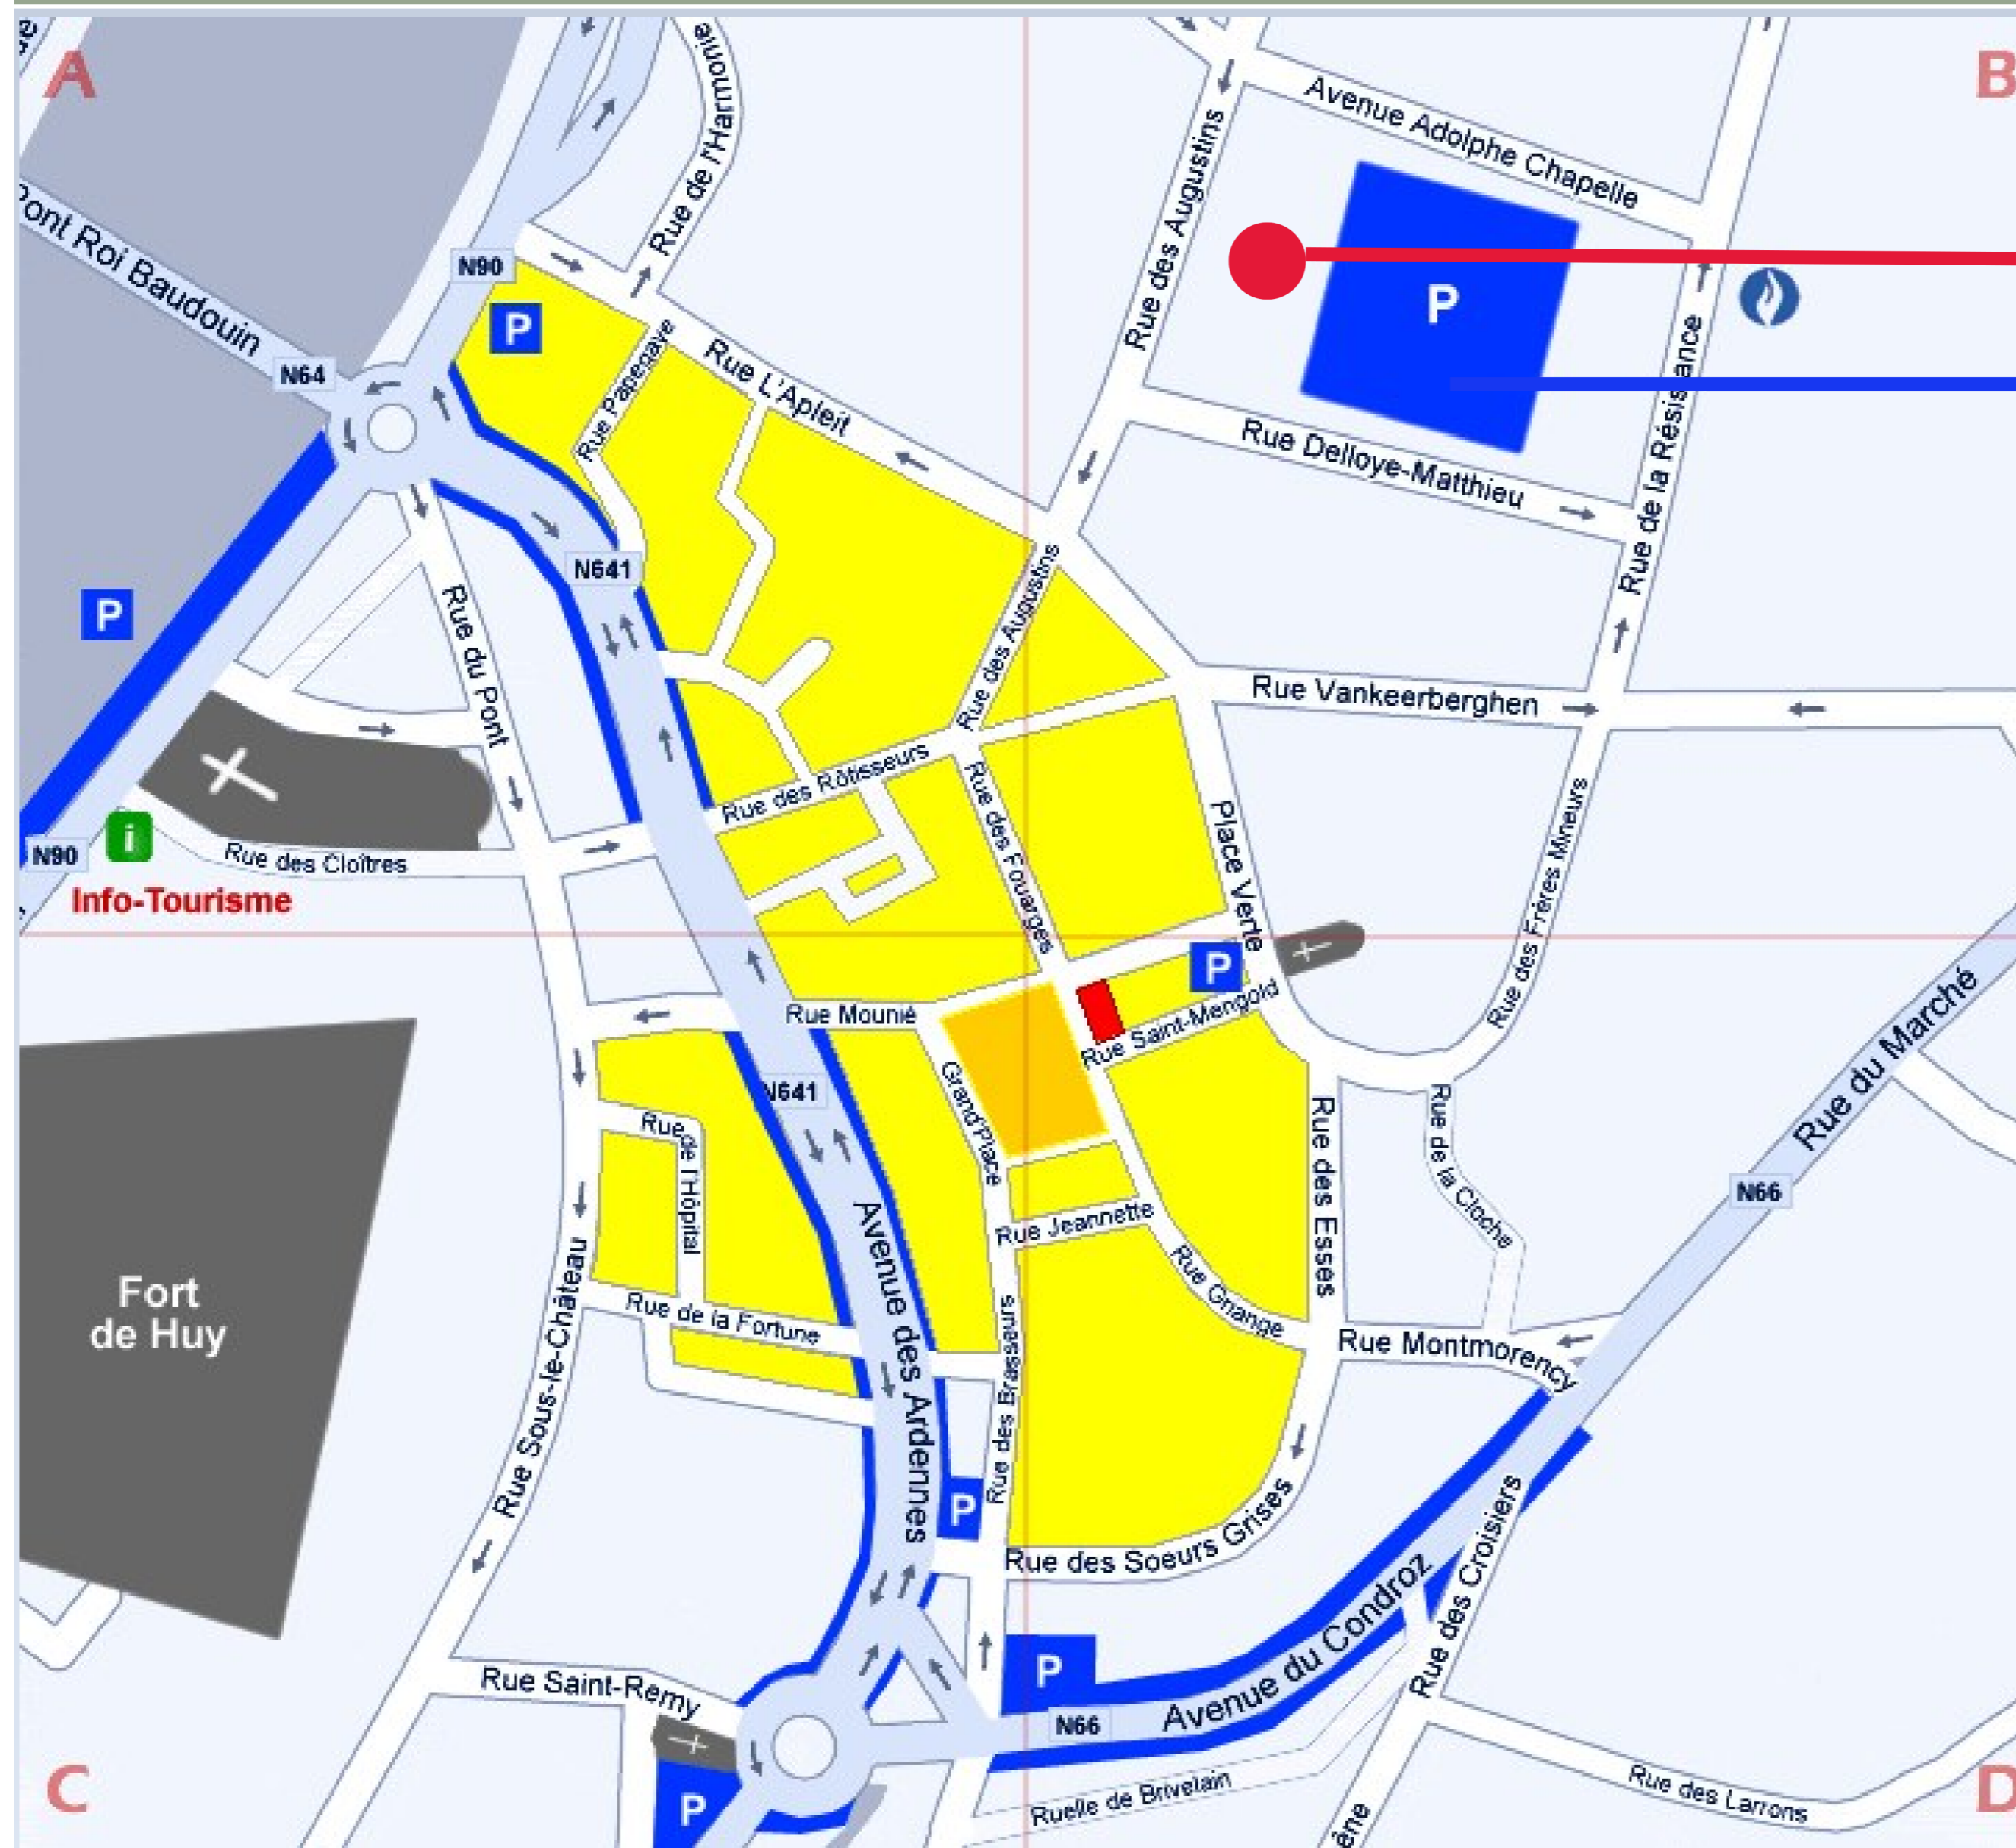 A
B
Rue de l'Harmonie
Avenue Adolphe Chapelle
Rue des Augustins
Pont Roi Baudouin
N90
P
P
N64
Rue Papegaye
Rue L'Apleit
Rue Delloye-Matthieu
Rue de la Résistance
N641
P
Rue du Pont
Rue des Augustins
Rue Vankeerberghen
Rue des Rôtisseurs
Rue des Fouarges
Place Verte
Rue des Frères Mineurs
i
N90
Rue des Cloîtres
Info-Tourisme
P
Rue Mounié
Rue Saint-Mengold
Rue du Marché
N641
Grand'Place
Rue de l'Hôpital
Rue des Esses
Rue de la Cloche
N66
Rue Jeannette
Avenue des Ardennes
Rue Griange
Fort
de Huy
Rue Sous-le-Château
Rue de la Fortune
Rue des Brasseurs
Rue Montmorency
P
Rue des Soeurs Grises
Rue des Croisiers
Avenue du Condroz
P
Rue Saint-Remy
N66
C
P
Ruelle de Brivelain
Rue des Larrons
D